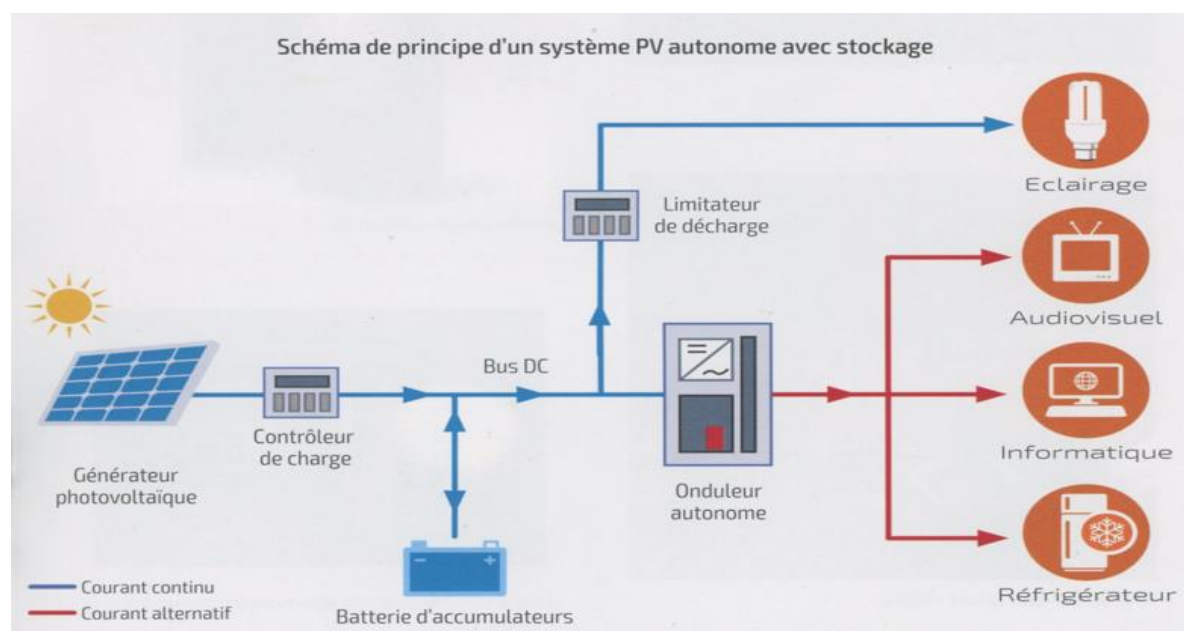 Schéma de principe d'un système PV autonome avec stockage
Eclairage
Limitateur
de décharge
Audiovisuel
Bus DC
Contrôleur
de charge
Informatique
Générateur
photovoltaïque
Onduleur
autonome
Courant continu
Courant alternatif
Batterie d'accumulateurs
Réfrigérateur